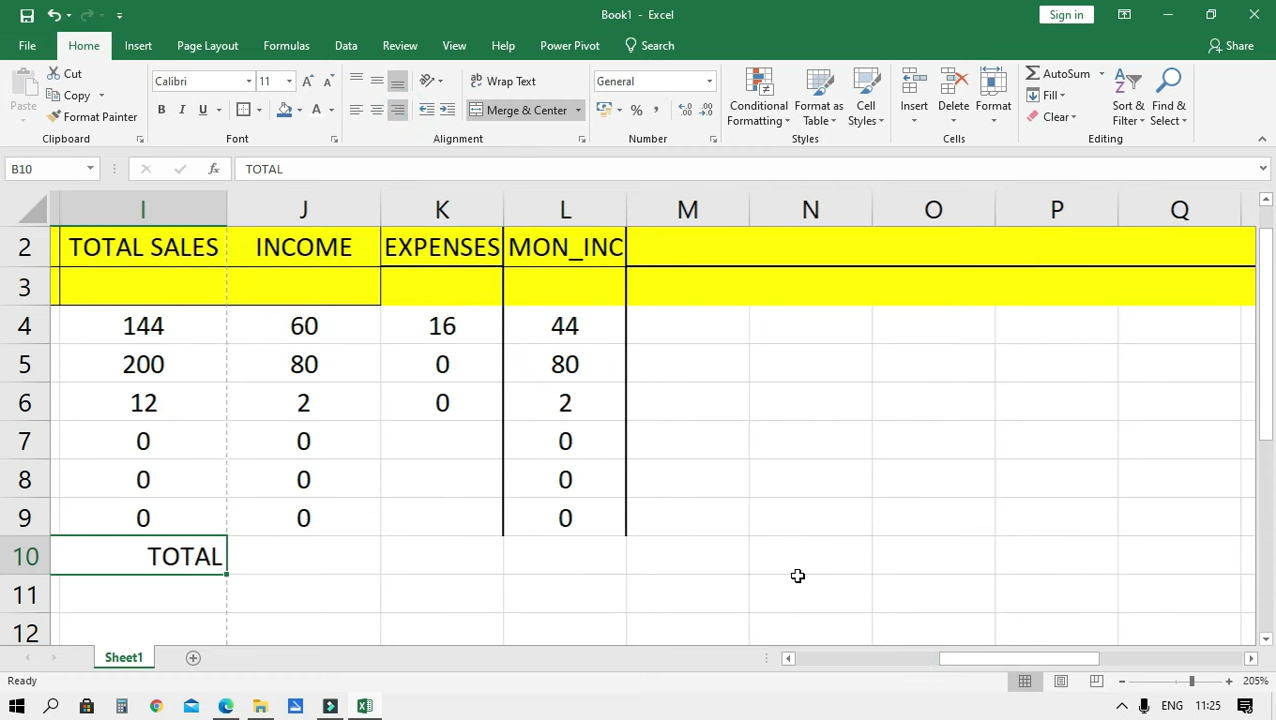 Book1 - Excel
Sign in
File Home Insert Page Layout Formulas Data Review View Help Power Pivot Search Share
Paste
Cut
Copy
Format Painter
Clipboard
Calibri 11
B I U
Font
Wrap Text
Merge & Center
Alignment
General
Number
Conditional Formatting
Format as Table
Cell Styles
Styles
Insert
Delete
Format
Cells
AutoSum
Fill
Clear
Sort & Filter
Find & Select
Editing
B10 fx TOTAL
I J K L M N O P Q
2 TOTAL SALES INCOME EXPENSES MON_INC
3
4 144 60 16 44
5 200 80 0 80
6 12 2 0 2
7 0 0 0
8 0 0 0
9 0 0 0
10 TOTAL
11
12
Sheet1
Ready 205%
ENG 11:25